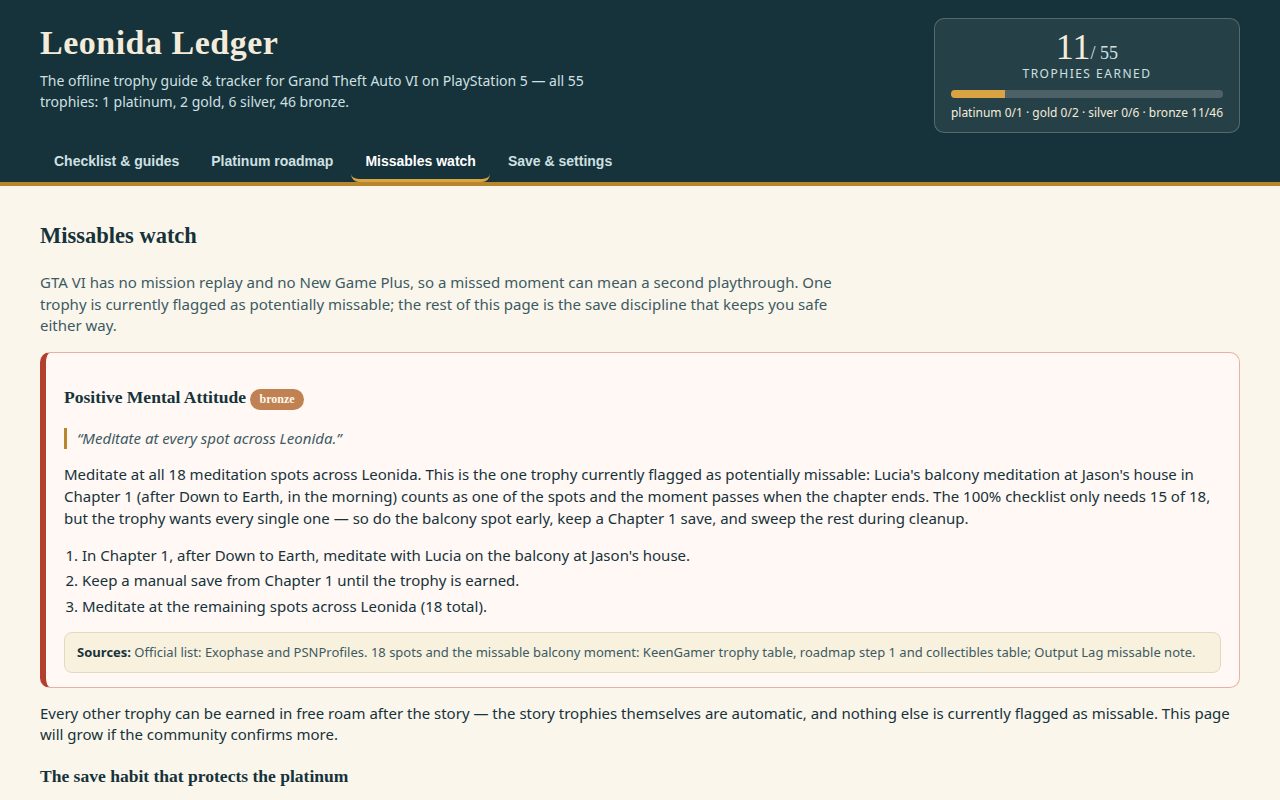 Leonida Ledger
The offline trophy guide & tracker for Grand Theft Auto VI on PlayStation 5 — all 55
trophies: 1 platinum, 2 gold, 6 silver, 46 bronze.
11/ 55
TROPHIES EARNED
platinum 0/1 · gold 0/2 · silver 0/6 · bronze 11/46
Checklist & guides
Platinum roadmap
Missables watch
Save & settings
Missables watch
GTA VI has no mission replay and no New Game Plus, so a missed moment can mean a second playthrough. One
trophy is currently flagged as potentially missable; the rest of this page is the save discipline that keeps you safe
either way.
Positive Mental Attitude bronze
“Meditate at every spot across Leonida.”
Meditate at all 18 meditation spots across Leonida. This is the one trophy currently flagged as potentially missable: Lucia's balcony meditation at Jason's house in
Chapter 1 (after Down to Earth, in the morning) counts as one of the spots and the moment passes when the chapter ends. The 100% checklist only needs 15 of 18,
but the trophy wants every single one — so do the balcony spot early, keep a Chapter 1 save, and sweep the rest during cleanup.
1. In Chapter 1, after Down to Earth, meditate with Lucia on the balcony at Jason's house.
2. Keep a manual save from Chapter 1 until the trophy is earned.
3. Meditate at the remaining spots across Leonida (18 total).
Sources: Official list: Exophase and PSNProfiles. 18 spots and the missable balcony moment: KeenGamer trophy table, roadmap step 1 and collectibles table; Output Lag missable note.
Every other trophy can be earned in free roam after the story — the story trophies themselves are automatic, and nothing else is currently flagged as missable. This page
will grow if the community confirms more.
The save habit that protects the platinum